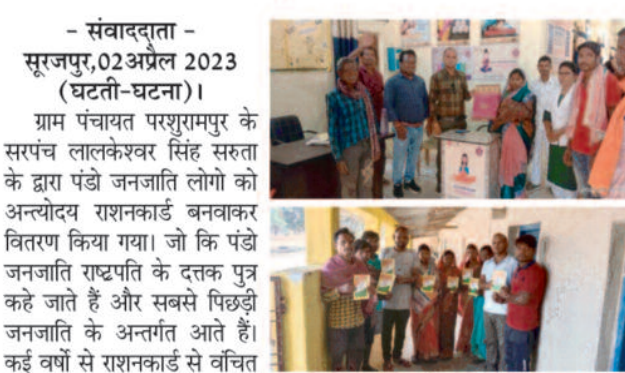 - संवाददाता -
सूरजपुर,02अप्रैल 2023
(घटती-घटना)।
ग्राम पंचायत परशुरामपुर के
सरपंच लालकेश्वर सिंह सरुता
के द्वारा पंडो जनजाति लोगो को
अन्त्योदय राशनकार्ड बनवाकर
वितरण किया गया। जो कि पंडो
जनजाति राष्टपति के दत्तक पुत्र
कहे जाते हैं और सबसे पिछड़ी
जनजाति के अन्तर्गत आते हैं।
कई वर्षो से राशनकार्ड से वंचित